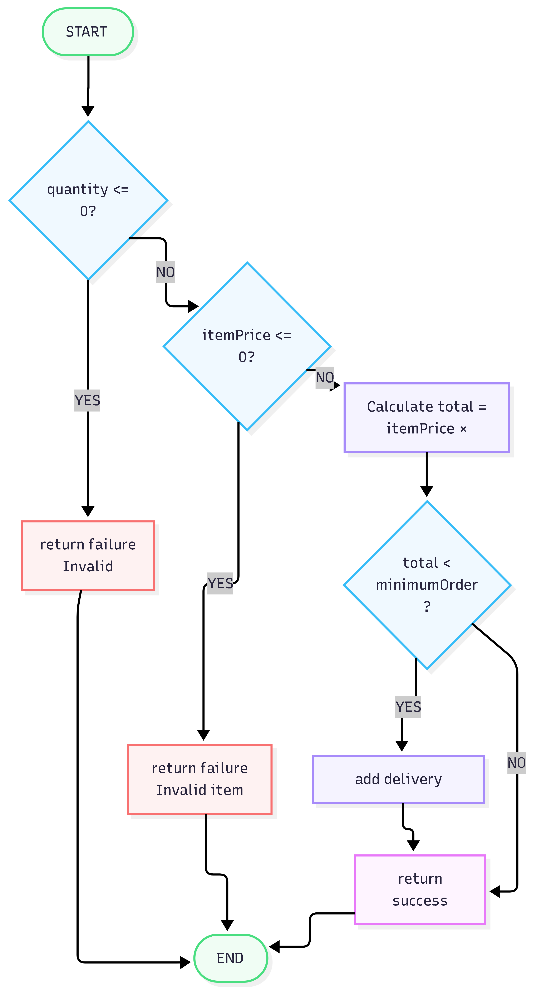 START
quantity <=
0?
NO
itemPrice <=
0?
NO
Calculate total =
itemPrice ×
YES
total <
minimumOrder
?
return failure
Invalid
YES
YES
NO
return failure
Invalid item
add delivery
return
success
END